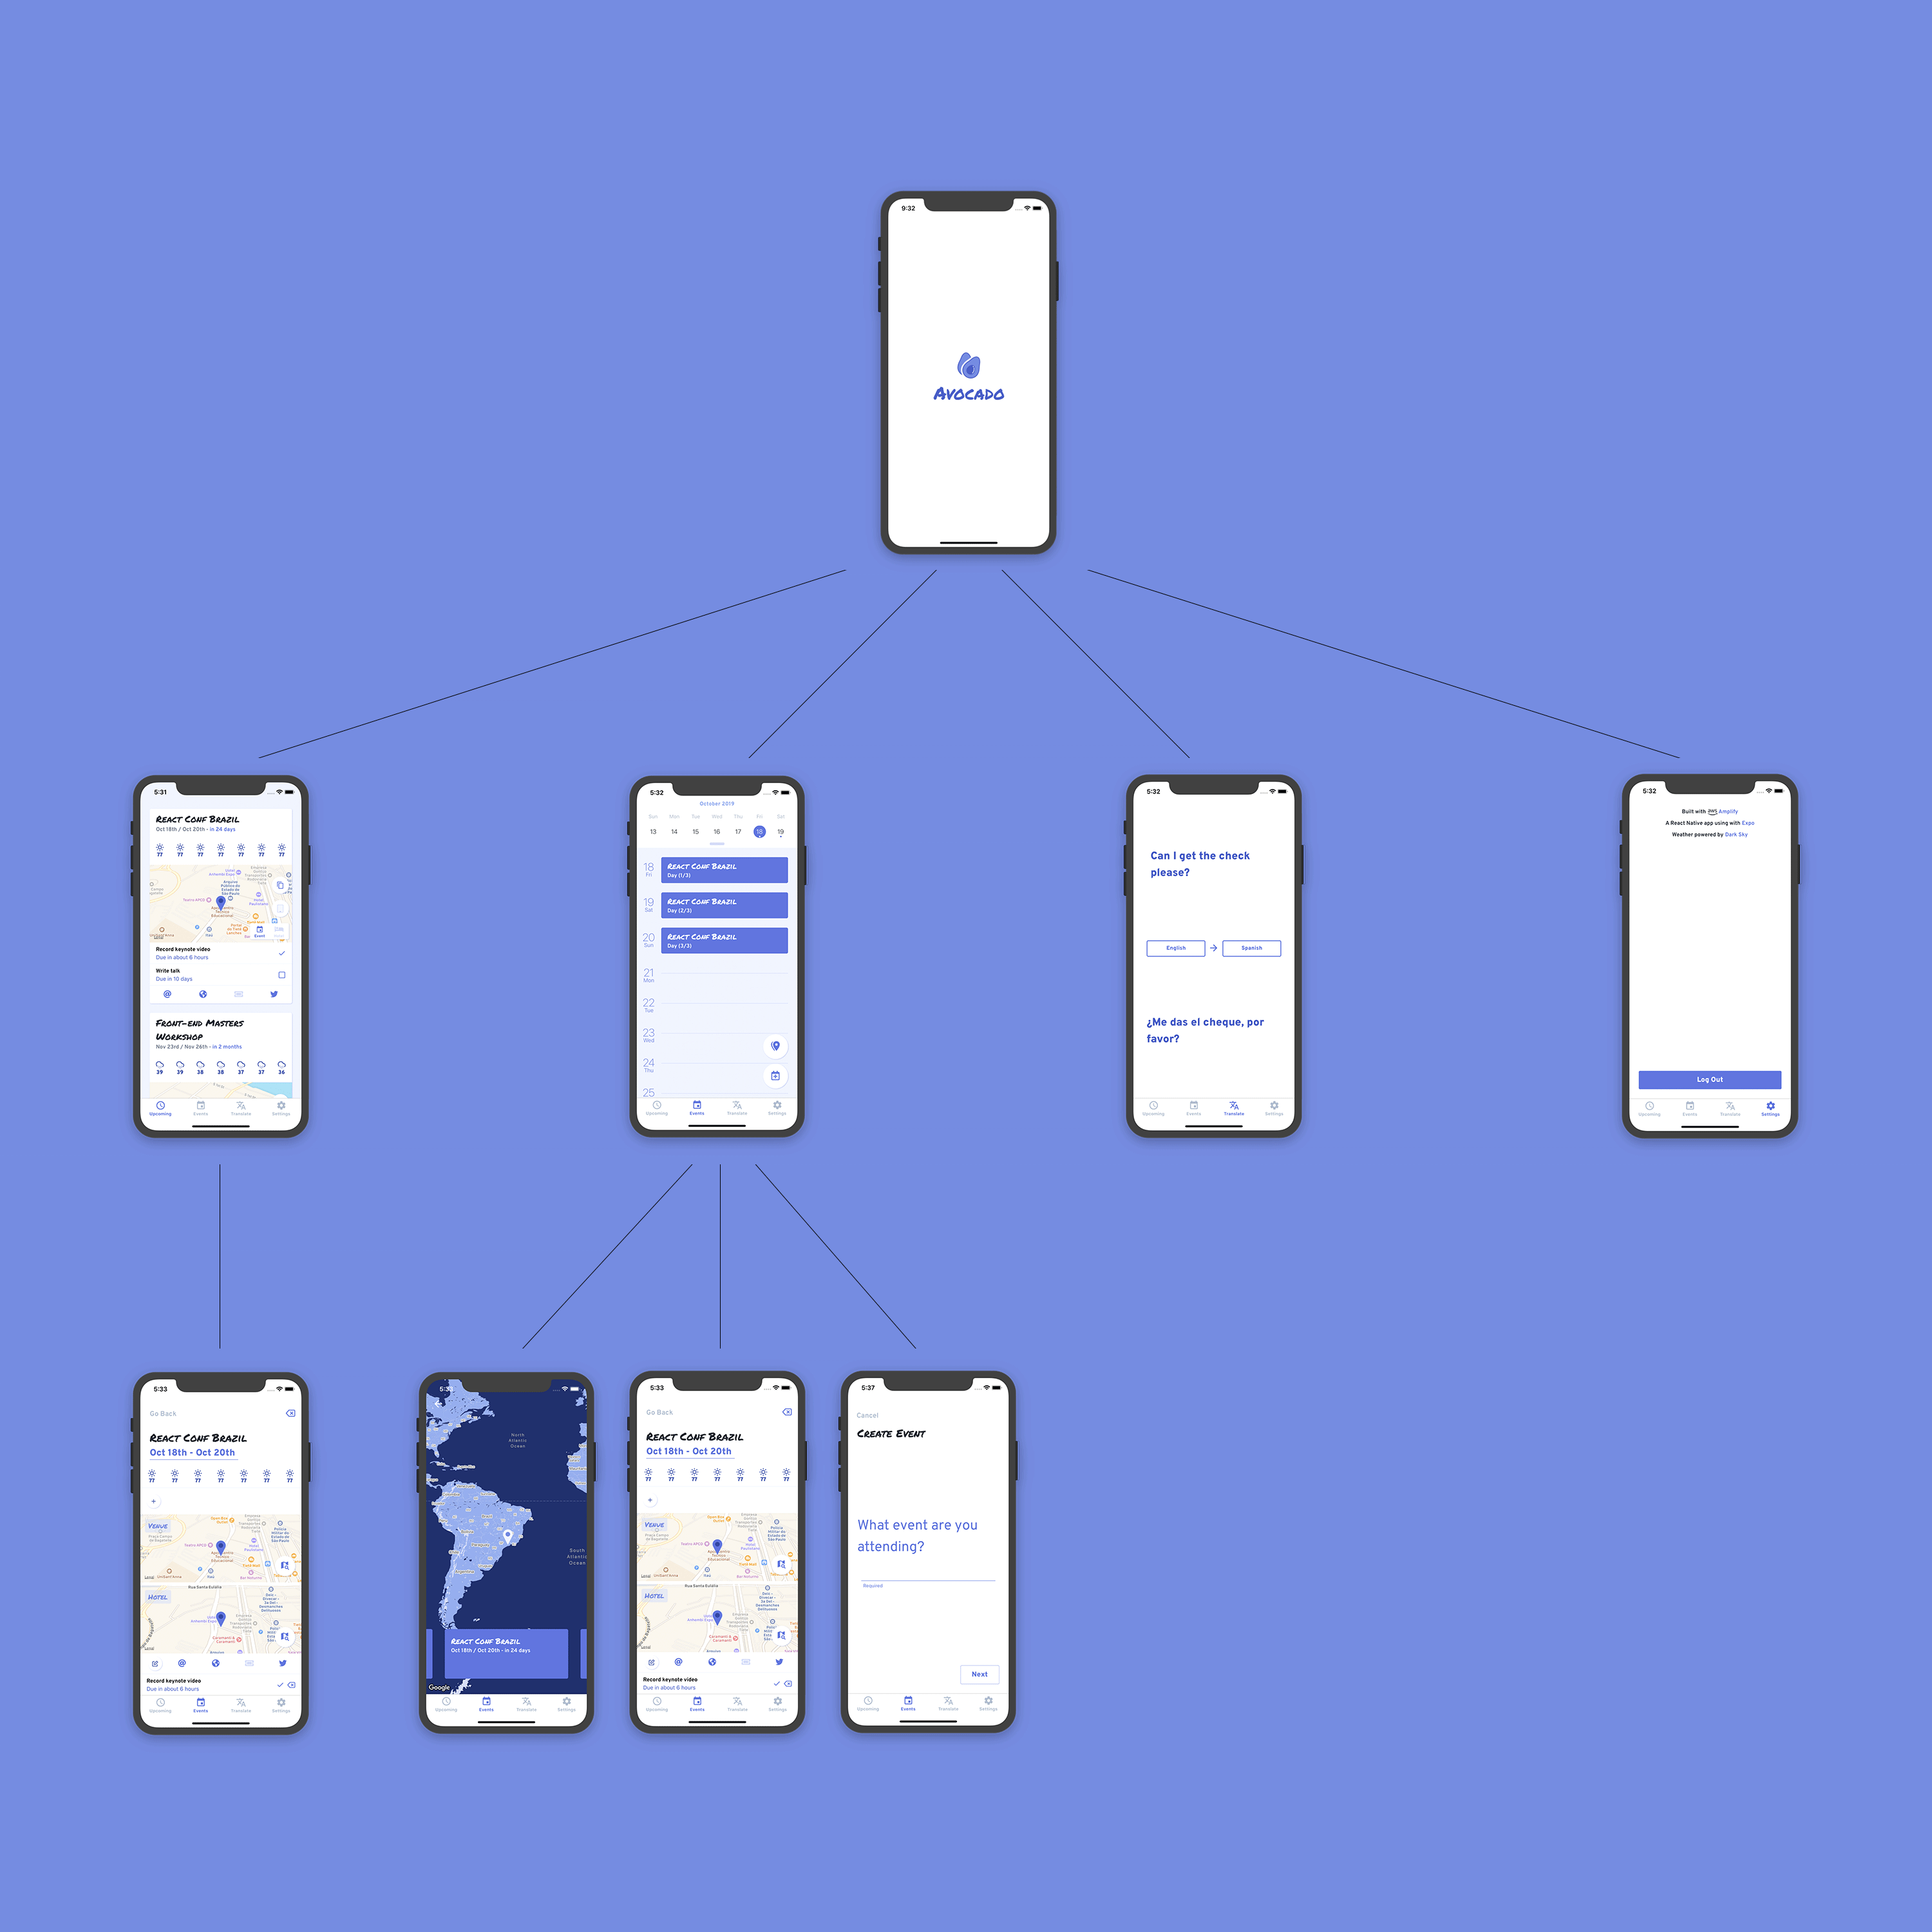 9:32
AVOCADO
5:31
REACT CONF BRAZIL
Oct 18th / Oct 20th - in 24 days
77 77 77 77 77 77 77
Record keynote video
Due in about 6 hours
Write talk
Due in 10 days
FRONT-END MASTERS
WORKSHOP
Nov 23rd / Nov 26th - in 2 months
39 39 38 38 37 37 36
Upcoming Events Translate Settings
5:32
October 2019
Sun Mon Tue Wed Thu Fri Sat
13 14 15 16 17 18 19
18 Fri
REACT CONF BRAZIL
Day (1/3)
19 Sat
REACT CONF BRAZIL
Day (2/3)
20 Sun
REACT CONF BRAZIL
Day (3/3)
21 Mon
22 Tue
23 Wed
24 Thu
25
Upcoming Events Translate Settings
5:32
Can I get the check
please?
English Spanish
¿Me das el cheque, por
favor?
Upcoming Events Translate Settings
5:32
Built with aws Amplify
A React Native app using with Expo
Weather powered by Dark Sky
Log Out
Upcoming Events Translate Settings
5:33
Go Back
REACT CONF BRAZIL
Oct 18th - Oct 20th
77 77 77 77 77 77 77
VENUE
HOTEL
Rua Santa Eulália
Record keynote video
Due in about 6 hours
Upcoming Events Translate Settings
North
Atlantic
Ocean
South
Atlantic
Ocean
REACT CONF BRAZIL
Oct 18th / Oct 20th - in 24 days
Google
Upcoming Events Translate Settings
5:33
Go Back
REACT CONF BRAZIL
Oct 18th - Oct 20th
77 77 77 77 77 77 77
VENUE
HOTEL
Rua Santa Eulália
Record keynote video
Due in about 6 hours
Upcoming Events Translate Settings
5:37
Cancel
CREATE EVENT
What event are you
attending?
Required
Next
Upcoming Events Translate Settings